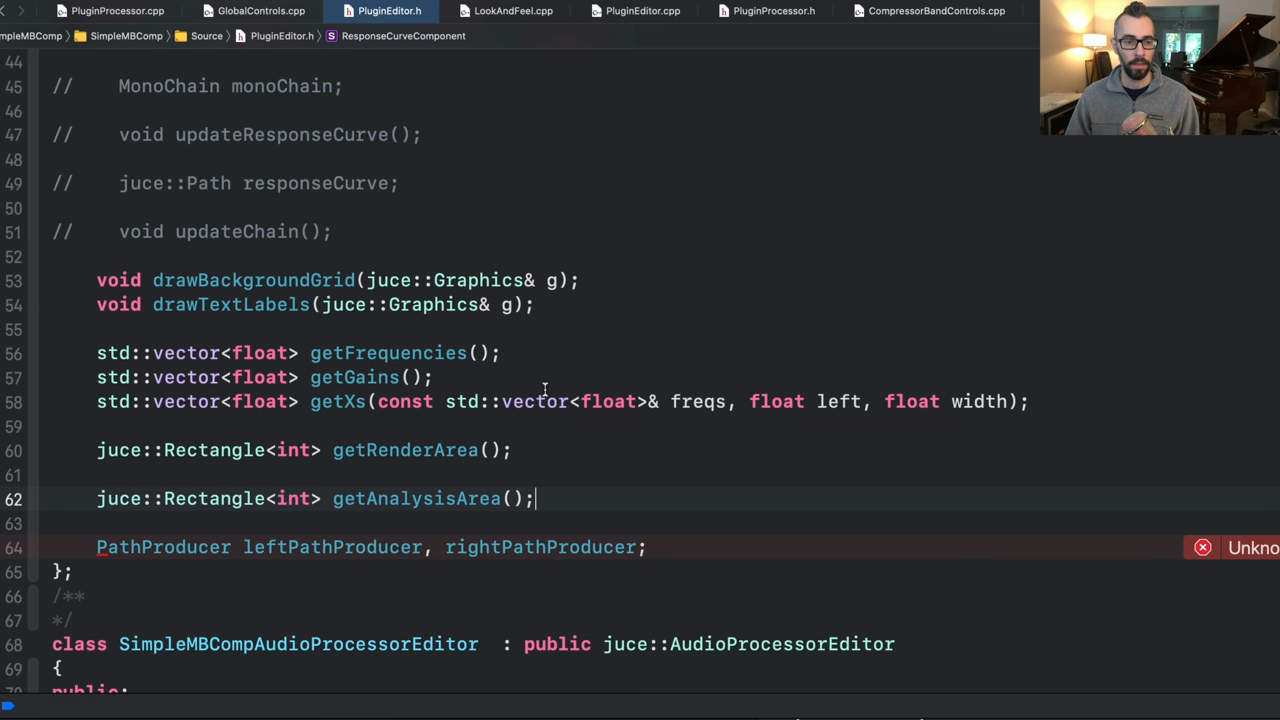 PluginProcessor.cpp GlobalControls.cpp PluginEditor.h LookAndFeel.cpp PluginEditor.cpp PluginProcessor.h CompressorBandControls.cpp
mpleMBComp SimpleMBComp Source PluginEditor.h S ResponseCurveComponent
44
45 // MonoChain monoChain;
46
47 // void updateResponseCurve();
48
49 // juce::Path responseCurve;
50
51 // void updateChain();
52
53 void drawBackgroundGrid(juce::Graphics& g);
54 void drawTextLabels(juce::Graphics& g);
55
56 std::vector<float> getFrequencies();
57 std::vector<float> getGains();
58 std::vector<float> getXs(const std::vector<float>& freqs, float left, float width);
59
60 juce::Rectangle<int> getRenderArea();
61
62 juce::Rectangle<int> getAnalysisArea();
63
64 PathProducer leftPathProducer, rightPathProducer; Unkno
65 };
66 /**
67 */
68 class SimpleMBCompAudioProcessorEditor : public juce::AudioProcessorEditor
69 {
70 public: